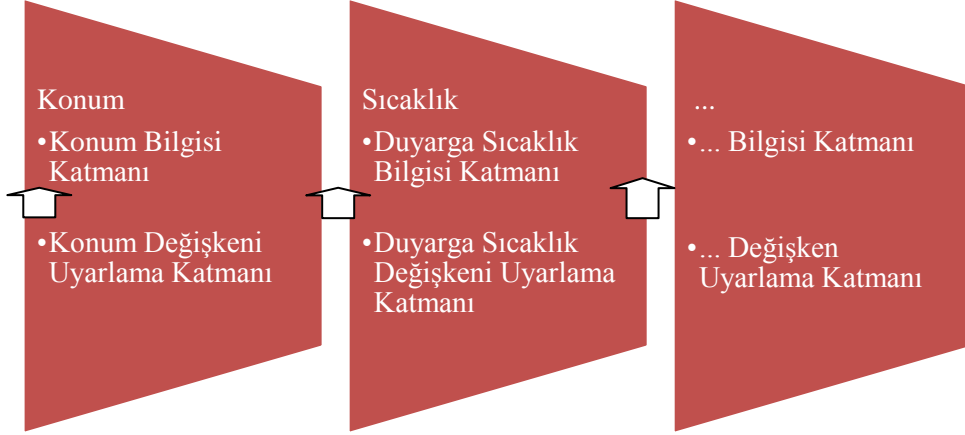 Konum
•Konum Bilgisi
Katmanı
•Konum Değişkeni
Uyarlama Katmanı
Sıcaklık
•Duyarga Sıcaklık
Bilgisi Katmanı
•Duyarga Sıcaklık
Değişkeni Uyarlama
Katmanı
...
•... Bilgisi Katmanı
•... Değişken
Uyarlama Katmanı